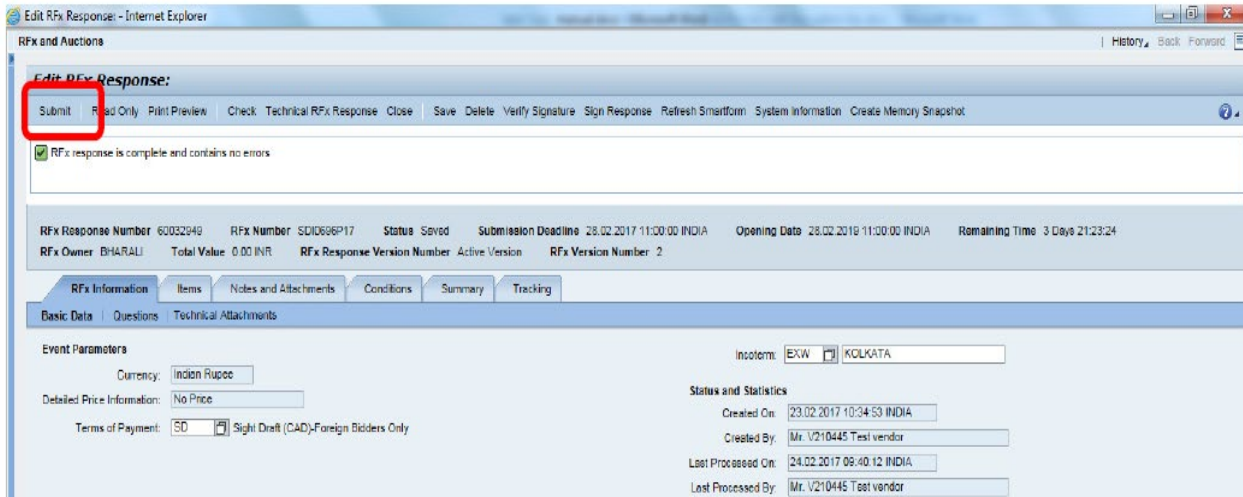 Edit RFx Response: - Internet Explorer
RFx and Auctions
History Back Forward
Edit RFx Response:
Submit Read Only Print Preview Check Technical RFx Response Close Save Delete Verify Signature Sign Response Refresh Smartform System Information Create Memory Snapshot
RFx response is complete and contains no errors
RFx Response Number 60032949 RFx Number SDI0696P17 Status Saved Submission Deadline 28.02.2017 11:00:00 INDIA Opening Date 28.02.2019 11:00:00 INDIA Remaining Time 3 Days 21:23:24
RFx Owner BHARALI Total Value 0.00 INR RFx Response Version Number Active Version RFx Version Number 2
RFx Information Items Notes and Attachments Conditions Summary Tracking
Basic Data Questions Technical Attachments
Event Parameters
Incoterm: EXW KOLKATA
Currency: Indian Rupee
Status and Statistics
Detailed Price Information: No Price
Created On: 23.02.2017 10:34:53 INDIA
Terms of Payment: SD Sight Draft (CAD)-Foreign Bidders Only
Created By: Mr. V210445 Test vendor
Last Processed On: 24.02.2017 09:40:12 INDIA
Last Processed By: Mr. V210445 Test vendor